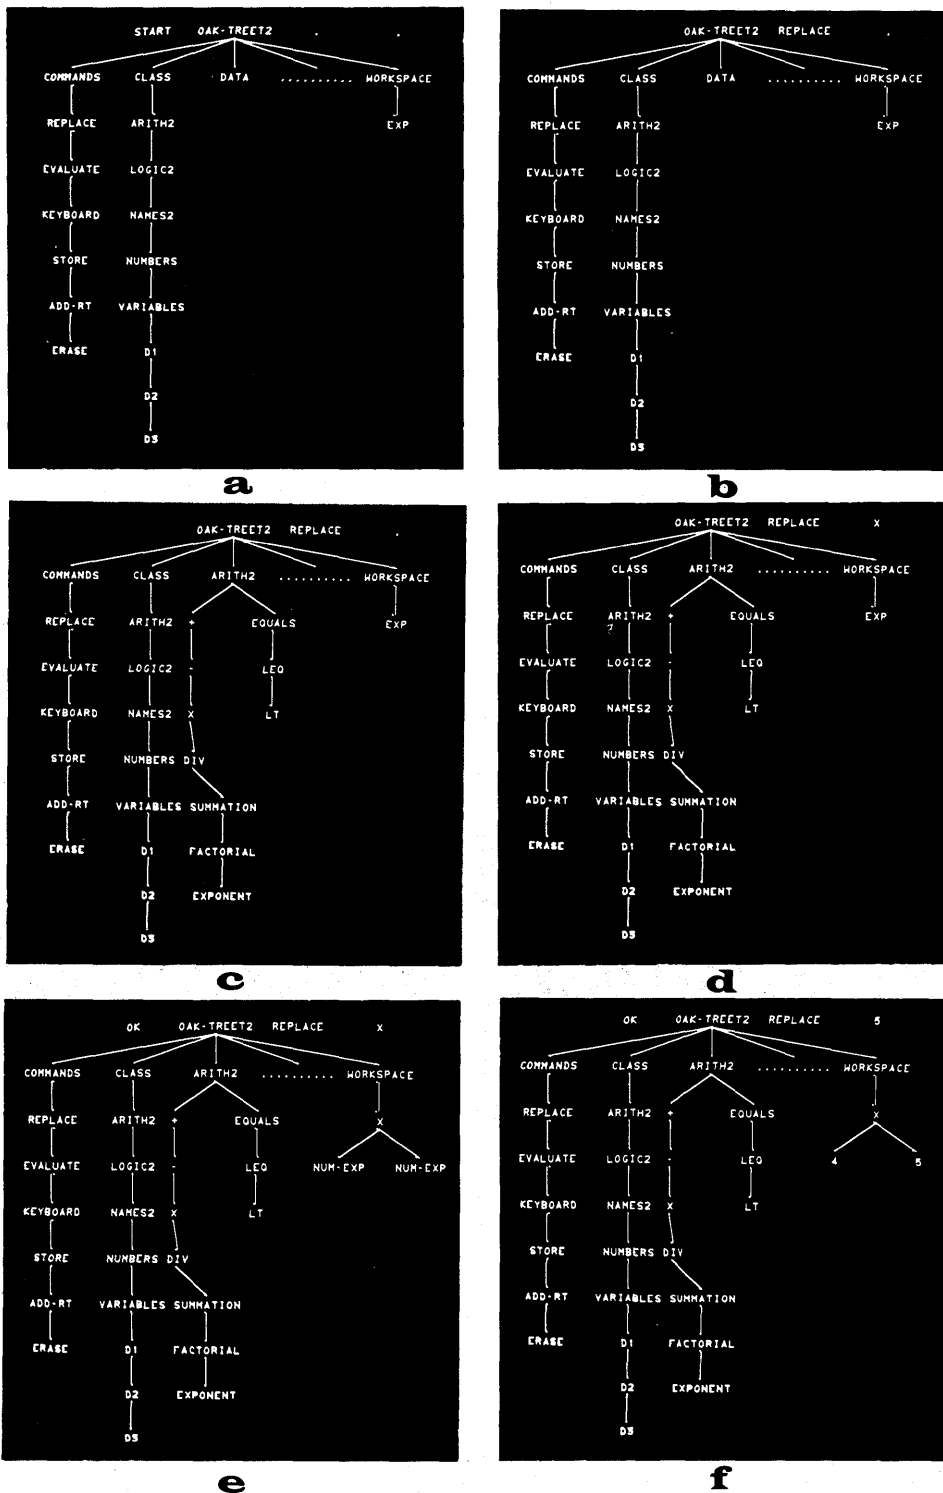 START OAK-TREET2 . .
COMMANDS CLASS DATA .......... WORKSPACE
REPLACE ARITH2 EXP
EVALUATE LOGIC2
KEYBOARD NAMES2
STORE NUMBERS
ADD-RT VARIABLES
ERASE D1
D2
D3
a
OAK-TREET2 REPLACE .
COMMANDS CLASS DATA .......... WORKSPACE
REPLACE ARITH2 EXP
EVALUATE LOGIC2
KEYBOARD NAMES2
STORE NUMBERS
ADD-RT VARIABLES
ERASE D1
D2
D3
b
OAK-TREET2 REPLACE .
COMMANDS CLASS ARITH2 .......... WORKSPACE
REPLACE ARITH2 + EQUALS EXP
EVALUATE LOGIC2 - LEQ
KEYBOARD NAMES2 X LT
STORE NUMBERS DIV
ADD-RT VARIABLES SUMMATION
ERASE D1 FACTORIAL
D2 EXPONENT
D3
c
OAK-TREET2 REPLACE X
COMMANDS CLASS ARITH2 .......... WORKSPACE
REPLACE ARITH2 + EQUALS EXP
EVALUATE LOGIC2 - LEQ
KEYBOARD NAMES2 X LT
STORE NUMBERS DIV
ADD-RT VARIABLES SUMMATION
ERASE D1 FACTORIAL
D2 EXPONENT
D3
d
OK OAK-TREET2 REPLACE X
COMMANDS CLASS ARITH2 .......... WORKSPACE
REPLACE ARITH2 + EQUALS X
EVALUATE LOGIC2 - LEQ NUM-EXP NUM-EXP
KEYBOARD NAMES2 X LT
STORE NUMBERS DIV
ADD-RT VARIABLES SUMMATION
ERASE D1 FACTORIAL
D2 EXPONENT
D3
e
OK OAK-TREET2 REPLACE 5
COMMANDS CLASS ARITH2 .......... WORKSPACE
REPLACE ARITH2 + EQUALS X
EVALUATE LOGIC2 - LEQ 4 5
KEYBOARD NAMES2 X LT
STORE NUMBERS DIV
ADD-RT VARIABLES SUMMATION
ERASE D1 FACTORIAL
D2 EXPONENT
D3
f